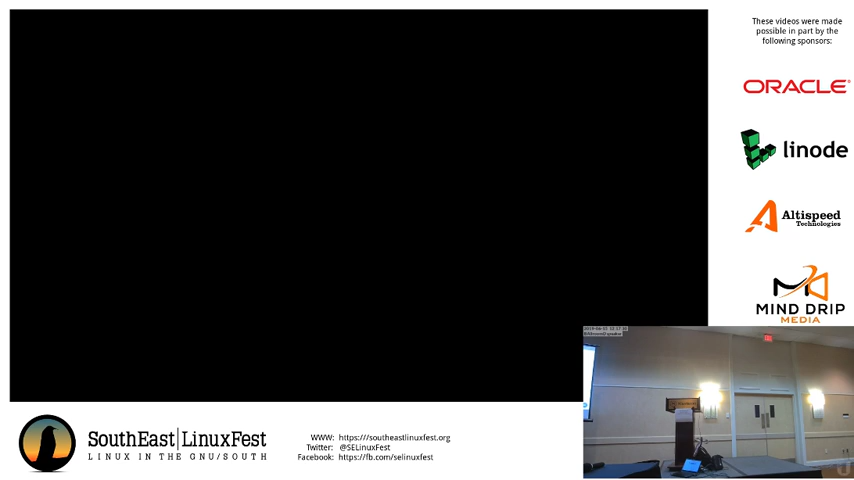 These videos were made
possible in part by the
following sponsors:
ORACLE
linode
Altispeed
Technologies
MIND DRIP
MEDIA
SouthEast|LinuxFest
LINUX IN THE GNU/SOUTH
WWW: https:///southeastlinuxfest.org
Twitter: @SELinuxFest
Facebook: https://fb.com/selinuxfest